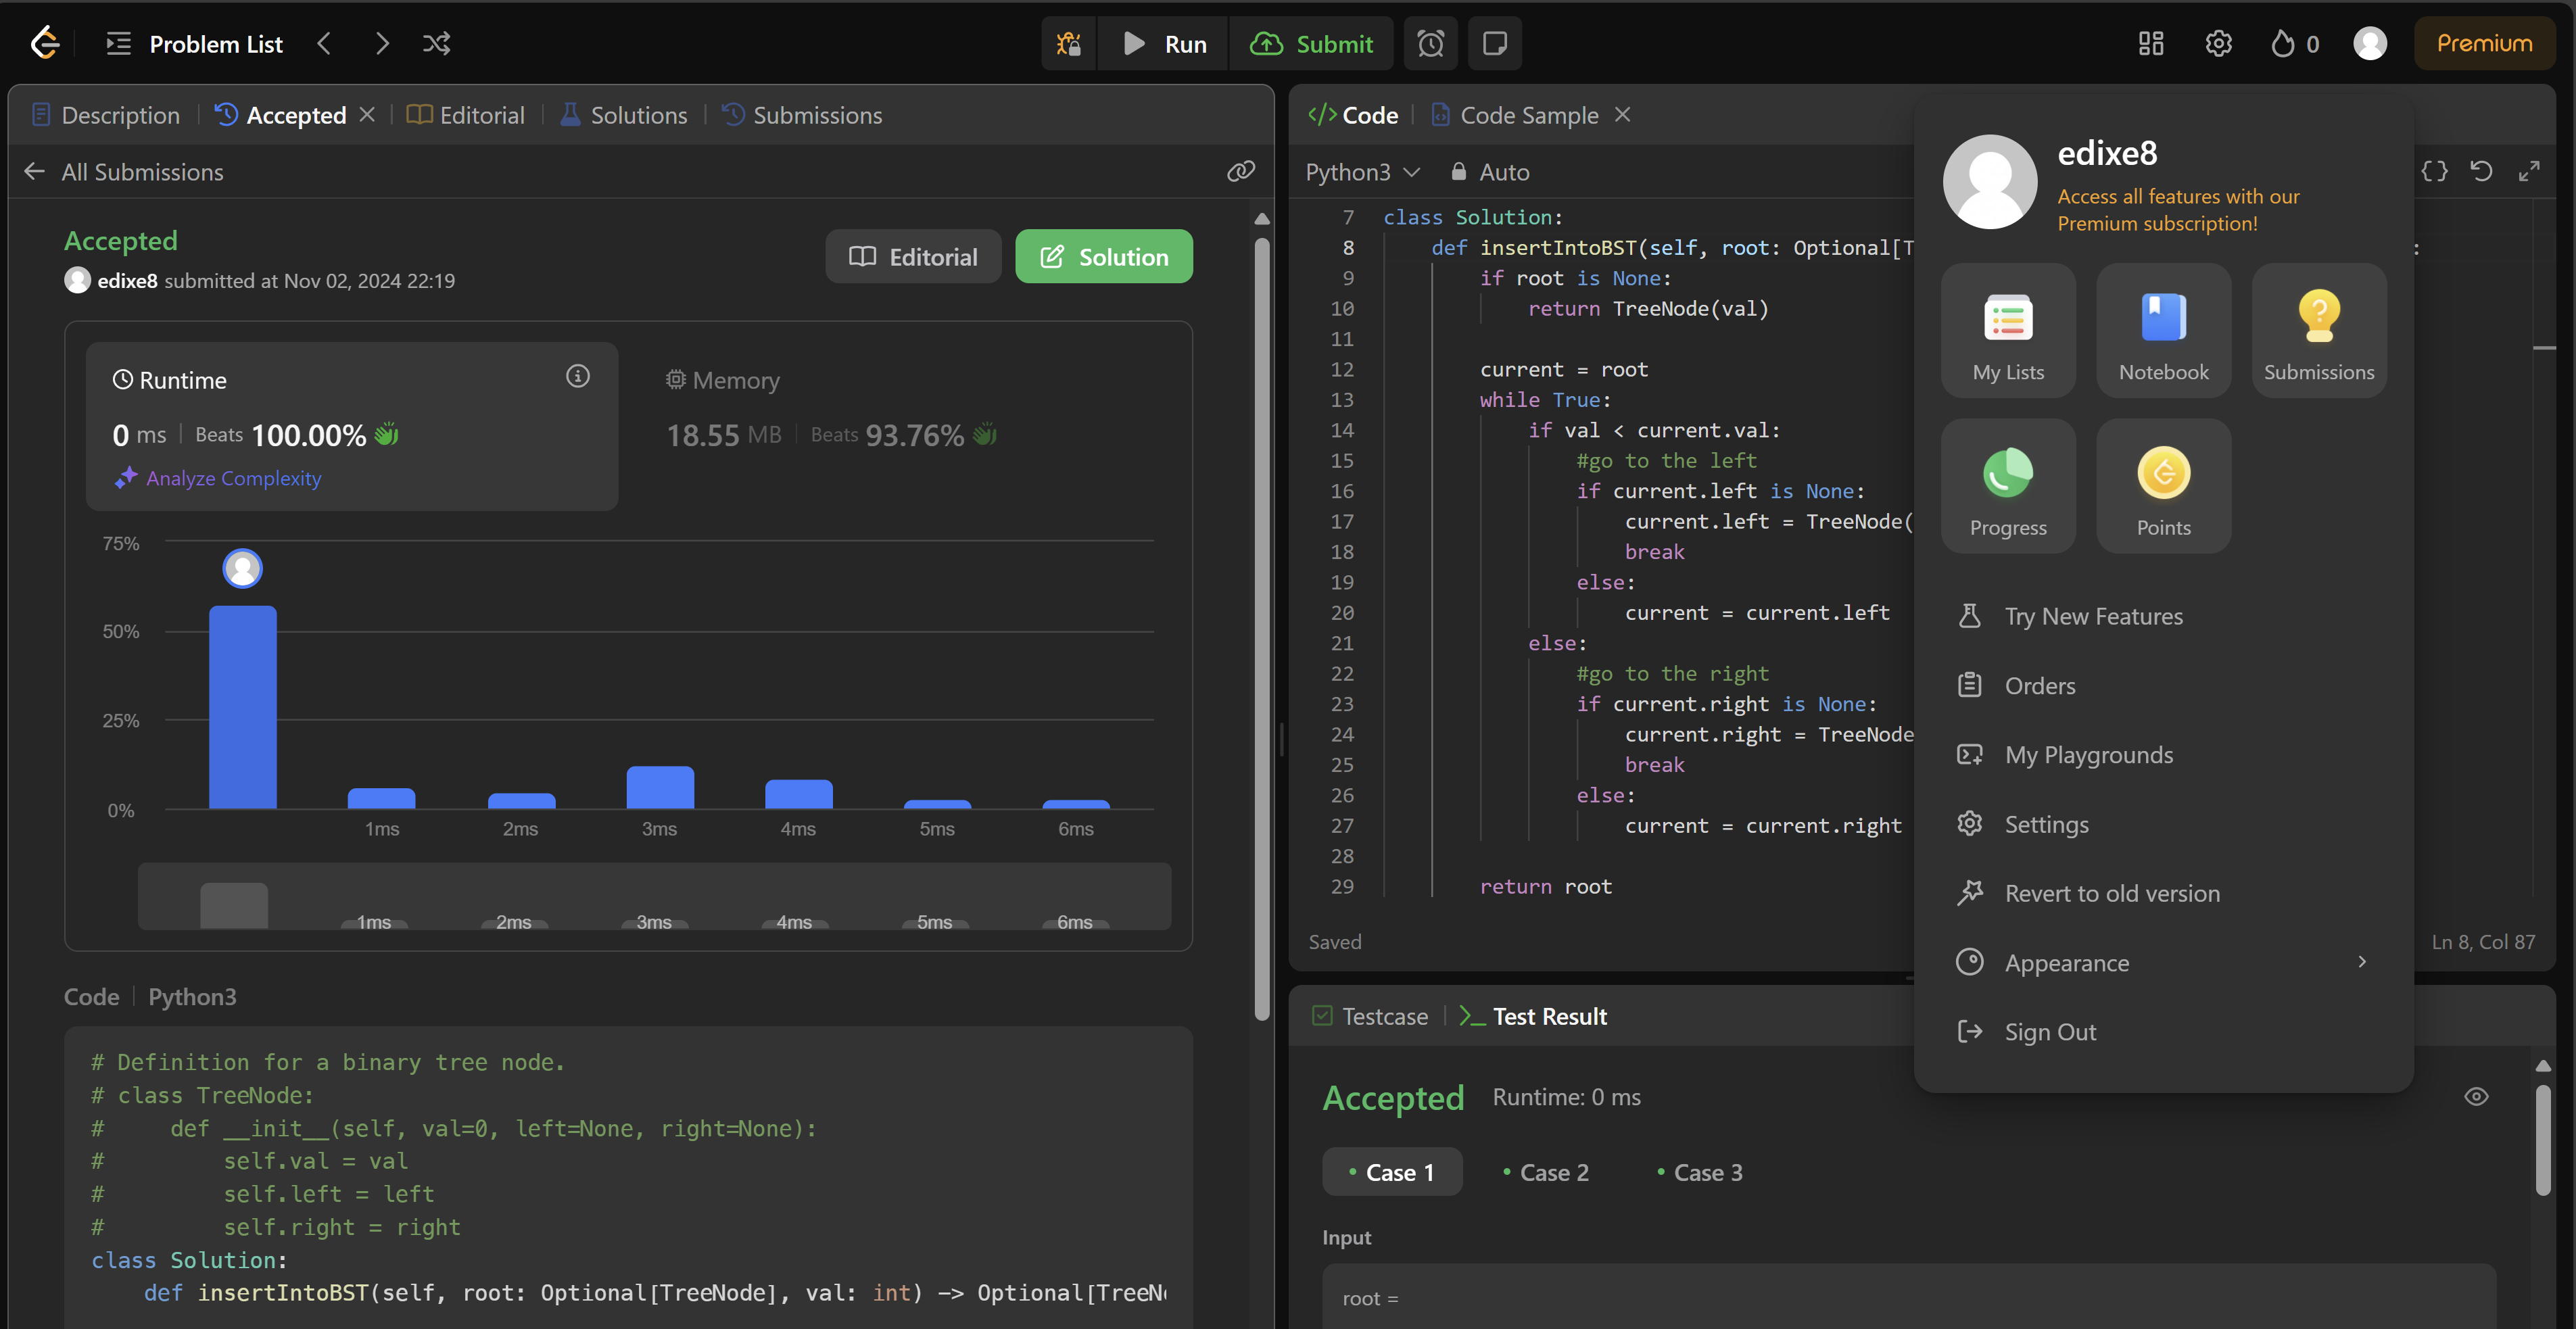 Problem List
Run
Submit
0
Premium
Description
Accepted
Editorial
Solutions
Submissions
All Submissions
Accepted
edixe8 submitted at Nov 02, 2024 22:19
Editorial
Solution
Runtime
0 ms
Beats 100.00%
Analyze Complexity
Memory
18.55 MB
Beats 93.76%
75%
50%
25%
0%
1ms 2ms 3ms 4ms 5ms 6ms
1ms 2ms 3ms 4ms 5ms 6ms
Code
Python3
# Definition for a binary tree node.
# class TreeNode:
#     def __init__(self, val=0, left=None, right=None):
#         self.val = val
#         self.left = left
#         self.right = right
class Solution:
    def insertIntoBST(self, root: Optional[TreeNode], val: int) -> Optional[TreeN
</> Code
Code Sample
Python3
Auto
7 class Solution:
8     def insertIntoBST(self, root: Optional[T :
9         if root is None:
10             return TreeNode(val)
11
12         current = root
13         while True:
14             if val < current.val:
15                 #go to the left
16                 if current.left is None:
17                     current.left = TreeNode(
18                     break
19                 else:
20                     current = current.left
21             else:
22                 #go to the right
23                 if current.right is None:
24                     current.right = TreeNode
25                     break
26                 else:
27                     current = current.right
28
29         return root
Saved
Ln 8, Col 87
edixe8
Access all features with our
Premium subscription!
My Lists
Notebook
Submissions
Progress
Points
Try New Features
Orders
My Playgrounds
Settings
Revert to old version
Appearance
Sign Out
Testcase
>_ Test Result
Accepted
Runtime: 0 ms
Case 1
Case 2
Case 3
Input
root =